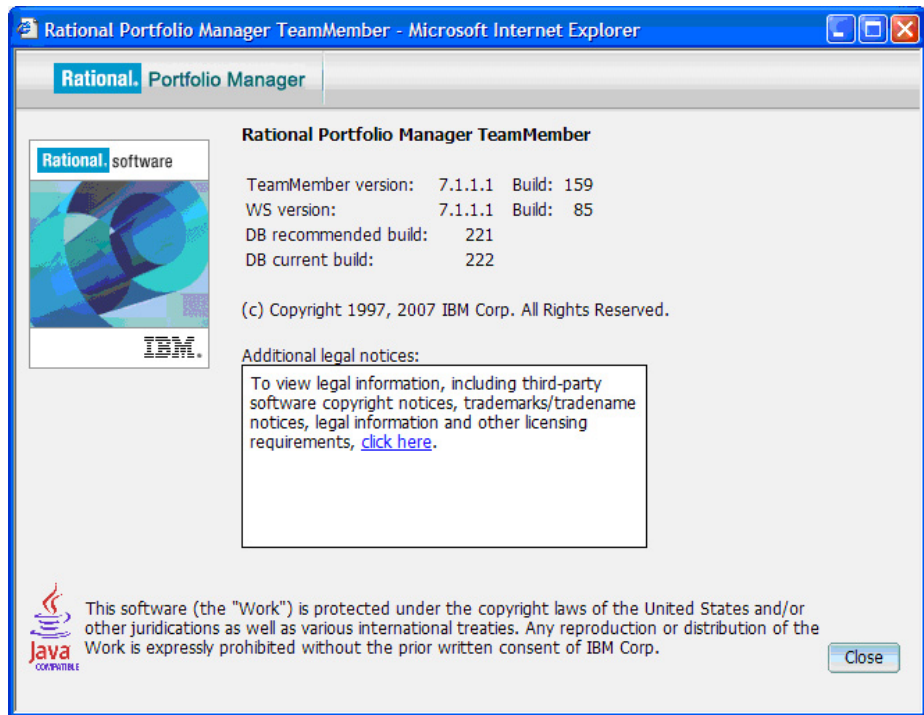 Rational Portfolio Manager TeamMember - Microsoft Internet Explorer
Rational. Portfolio Manager
Rational Portfolio Manager TeamMember
Rational. software
TeamMember version: 7.1.1.1 Build: 159
WS version: 7.1.1.1 Build: 85
DB recommended build: 221
DB current build: 222
(c) Copyright 1997, 2007 IBM Corp. All Rights Reserved.
IBM.
Additional legal notices:
To view legal information, including third-party
software copyright notices, trademarks/tradename
notices, legal information and other licensing
requirements, click here.
This software (the "Work") is protected under the copyright laws of the United States and/or
other juridications as well as various international treaties. Any reproduction or distribution of the
Work is expressly prohibited without the prior written consent of IBM Corp.
Java
COMPATIBLE
Close